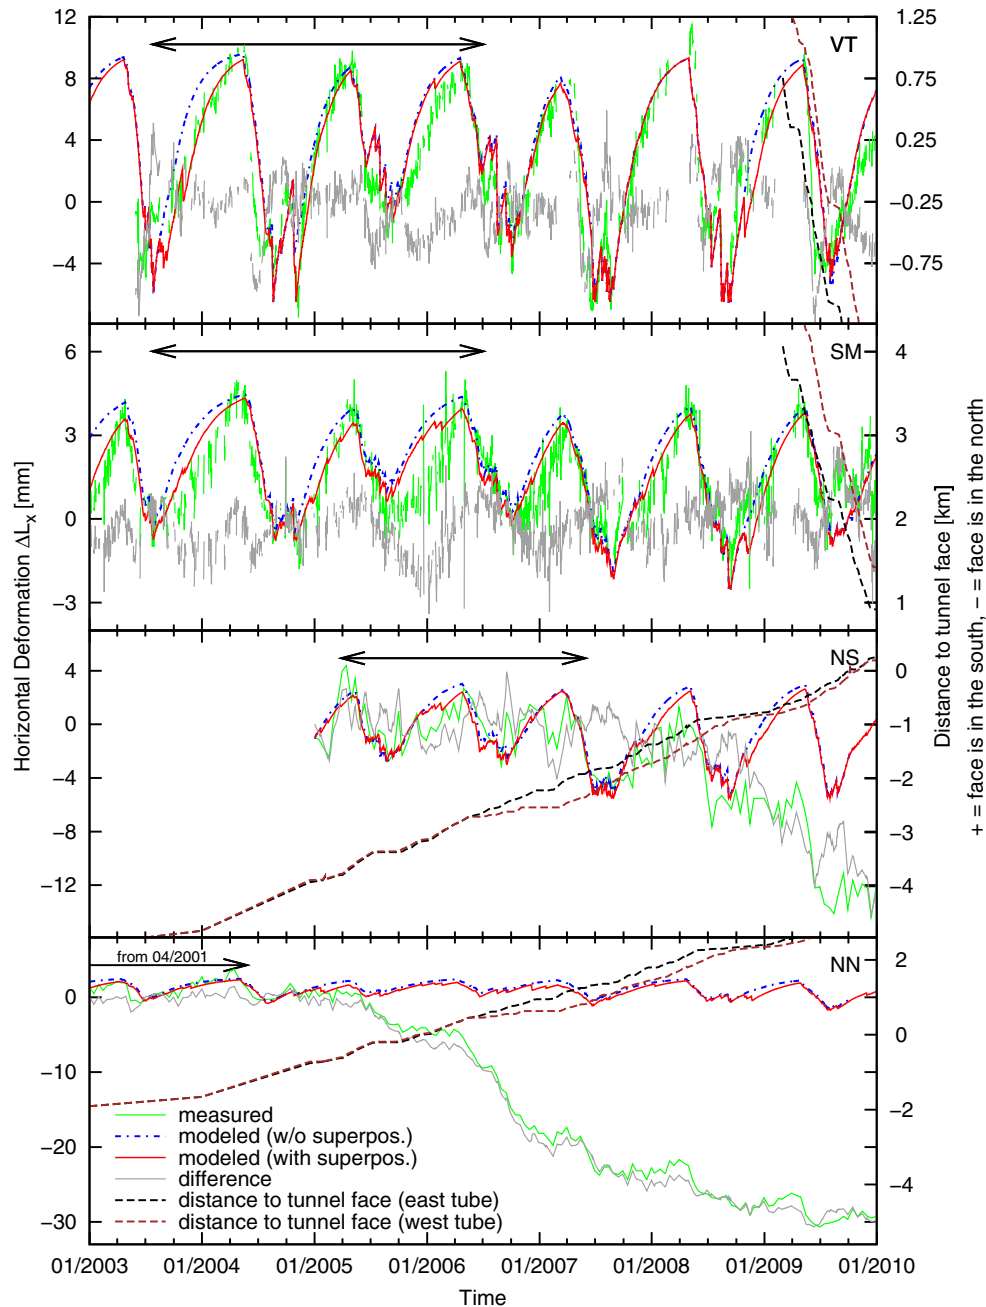 12
8
4
0
−4
1.25
0.75
0.25
−0.25
−0.75
VT
6
3
0
−3
4
3
2
1
SM
4
0
−4
−8
−12
0
−1
−2
−3
−4
NS
0
−10
−20
−30
2
0
−2
−4
NN
from 04/2001
measured
modeled (w/o superpos.)
modeled (with superpos.)
difference
distance to tunnel face (east tube)
distance to tunnel face (west tube)
01/2003
01/2004
01/2005
01/2006
01/2007
01/2008
01/2009
01/2010
Time
Horizontal Deformation ΔLx [mm]
Distance to tunnel face [km]
+ = face is in the south, − = face is in the north